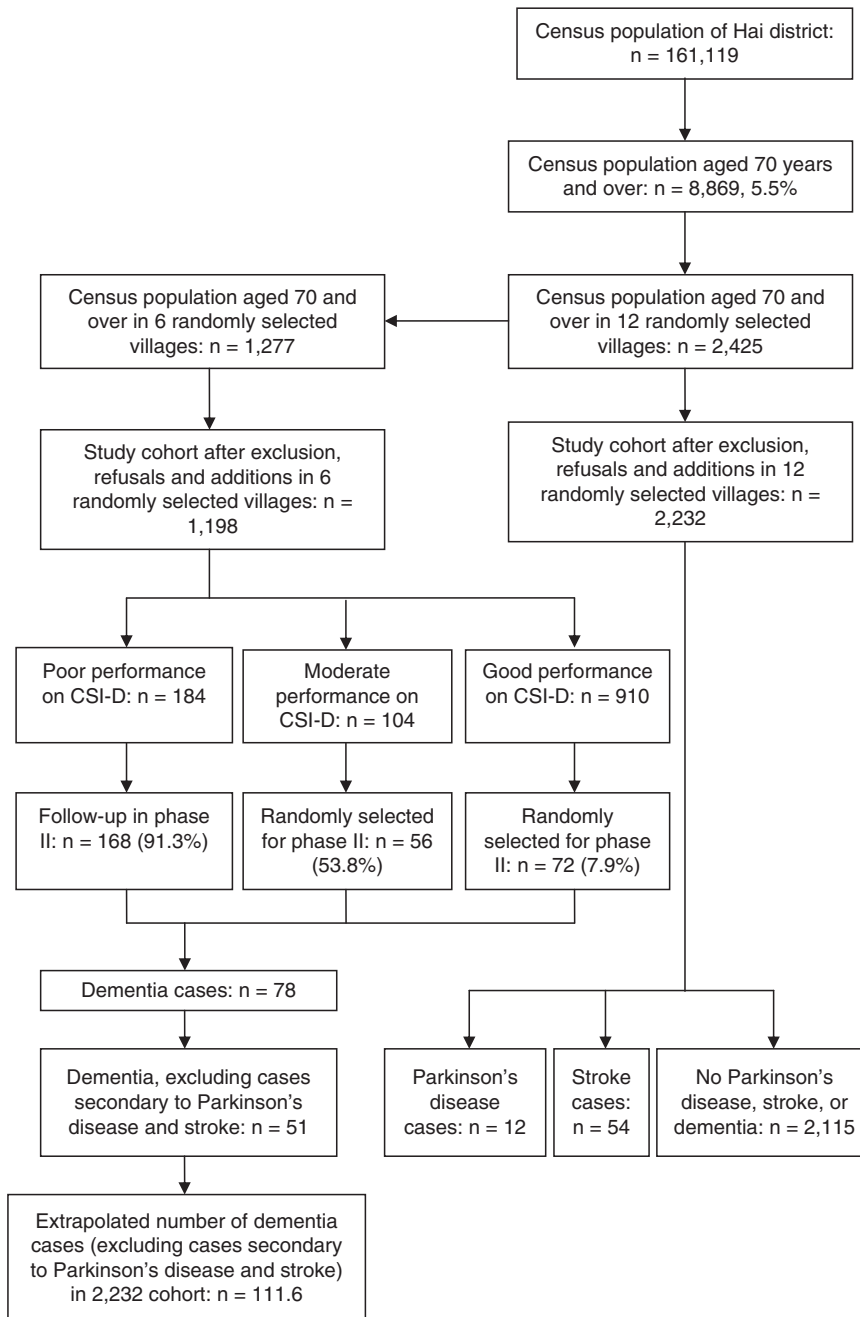 Census population of Hai district:
n = 161,119
Census population aged 70 years
and over: n = 8,869, 5.5%
Census population aged 70 and
over in 6 randomly selected
villages: n = 1,277
Census population aged 70 and
over in 12 randomly selected
villages: n = 2,425
Study cohort after exclusion,
refusals and additions in 6
randomly selected villages: n =
1,198
Study cohort after exclusion,
refusals and additions in 12
randomly selected villages: n =
2,232
Poor performance
on CSI-D: n = 184
Moderate
performance on
CSI-D: n = 104
Good performance
on CSI-D: n = 910
Follow-up in phase
II: n = 168 (91.3%)
Randomly selected
for phase II: n = 56
(53.8%)
Randomly
selected for phase
II: n = 72 (7.9%)
Dementia cases: n = 78
Dementia, excluding cases
secondary to Parkinson’s
disease and stroke: n = 51
Parkinson’s
disease
cases: n = 12
Stroke
cases:
n = 54
No Parkinson’s
disease, stroke, or
dementia: n = 2,115
Extrapolated number of dementia
cases (excluding cases secondary
to Parkinson’s disease and stroke)
in 2,232 cohort: n = 111.6